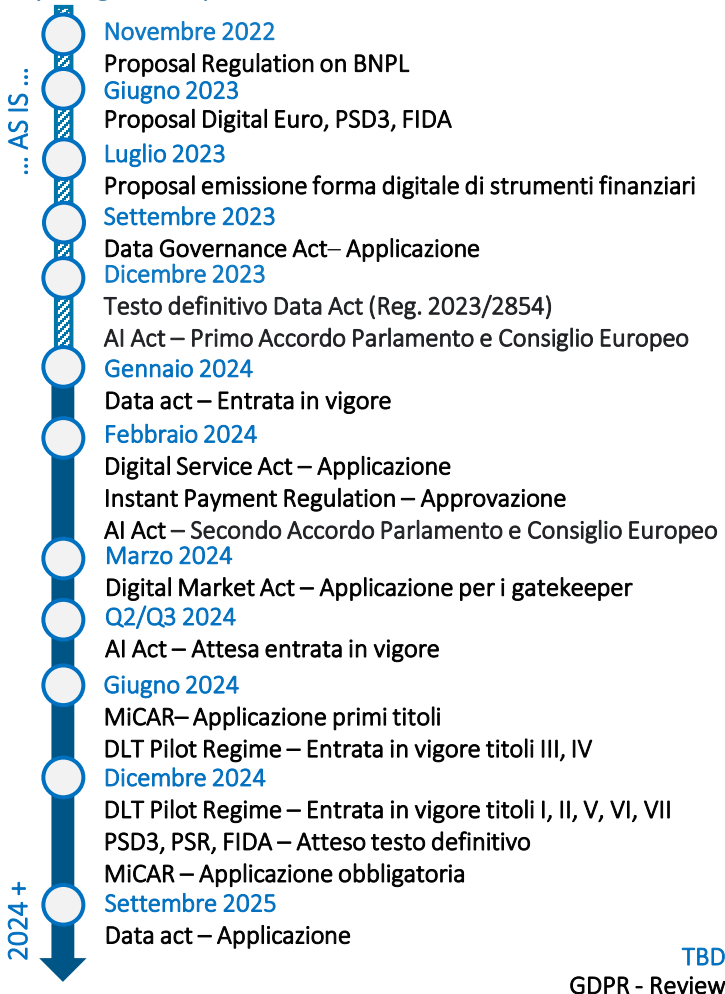 Novembre 2022
Proposal Regulation on BNPL
Giugno 2023
Proposal Digital Euro, PSD3, FIDA
... AS IS ...
Luglio 2023
Proposal emissione forma digitale di strumenti finanziari
Settembre 2023
Data Governance Act– Applicazione
Dicembre 2023
Testo definitivo Data Act (Reg. 2023/2854)
AI Act – Primo Accordo Parlamento e Consiglio Europeo
Gennaio 2024
Data act – Entrata in vigore
Febbraio 2024
Digital Service Act – Applicazione
Instant Payment Regulation – Approvazione
AI Act – Secondo Accordo Parlamento e Consiglio Europeo
Marzo 2024
Digital Market Act – Applicazione per i gatekeeper
Q2/Q3 2024
AI Act – Attesa entrata in vigore
Giugno 2024
MiCAR– Applicazione primi titoli
DLT Pilot Regime – Entrata in vigore titoli III, IV
Dicembre 2024
DLT Pilot Regime – Entrata in vigore titoli I, II, V, VI, VII
PSD3, PSR, FIDA – Atteso testo definitivo
MiCAR – Applicazione obbligatoria
2024 +
Settembre 2025
Data act – Applicazione
TBD
GDPR - Review